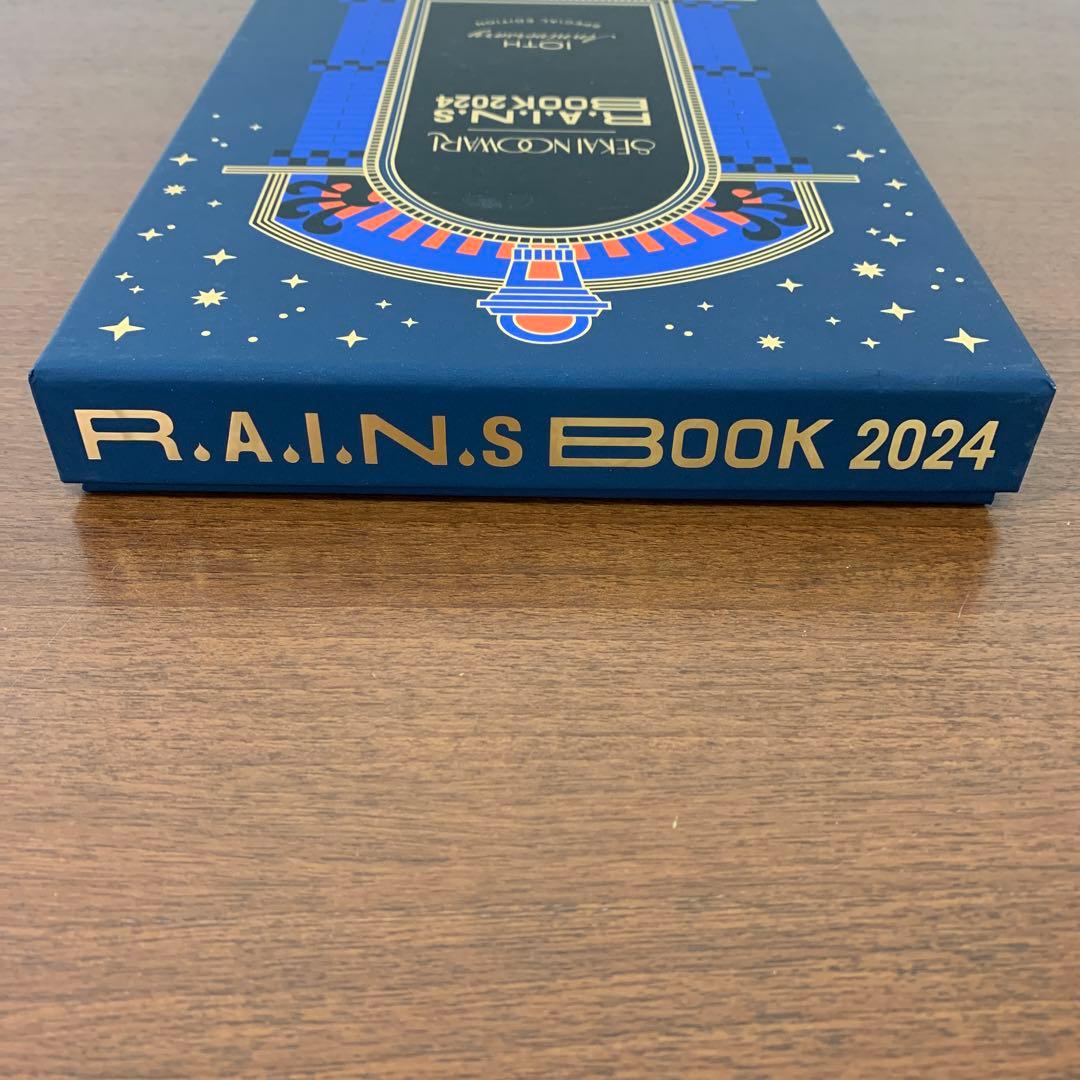 SEKAI NO OWARI
R.A.I.N.S
BOOK 2024
10TH
Anniversary
SPECIAL EDITION
R.A.I.N.S BOOK 2024